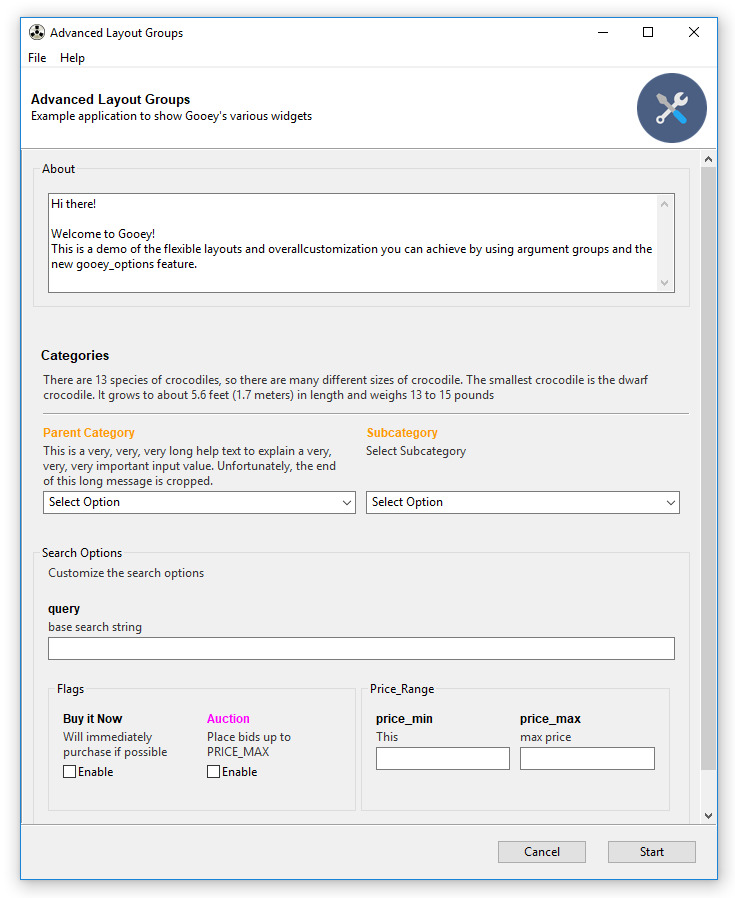 Advanced Layout Groups
File Help
Advanced Layout Groups
Example application to show Gooey's various widgets
About
Hi there!
Welcome to Gooey!
This is a demo of the flexible layouts and overallcustomization you can achieve by using argument groups and the
new gooey_options feature.
Categories
There are 13 species of crocodiles, so there are many different sizes of crocodile. The smallest crocodile is the dwarf
crocodile. It grows to about 5.6 feet (1.7 meters) in length and weighs 13 to 15 pounds
Parent Category
This is a very, very, very long help text to explain a very,
very, very important input value. Unfortunately, the end
of this long message is cropped.
Select Option
Subcategory
Select Subcategory
Select Option
Search Options
Customize the search options
query
base search string
Flags
Buy it Now
Will immediately
purchase if possible
Enable
Auction
Place bids up to
PRICE_MAX
Enable
Price_Range
price_min
This
price_max
max price
Cancel
Start